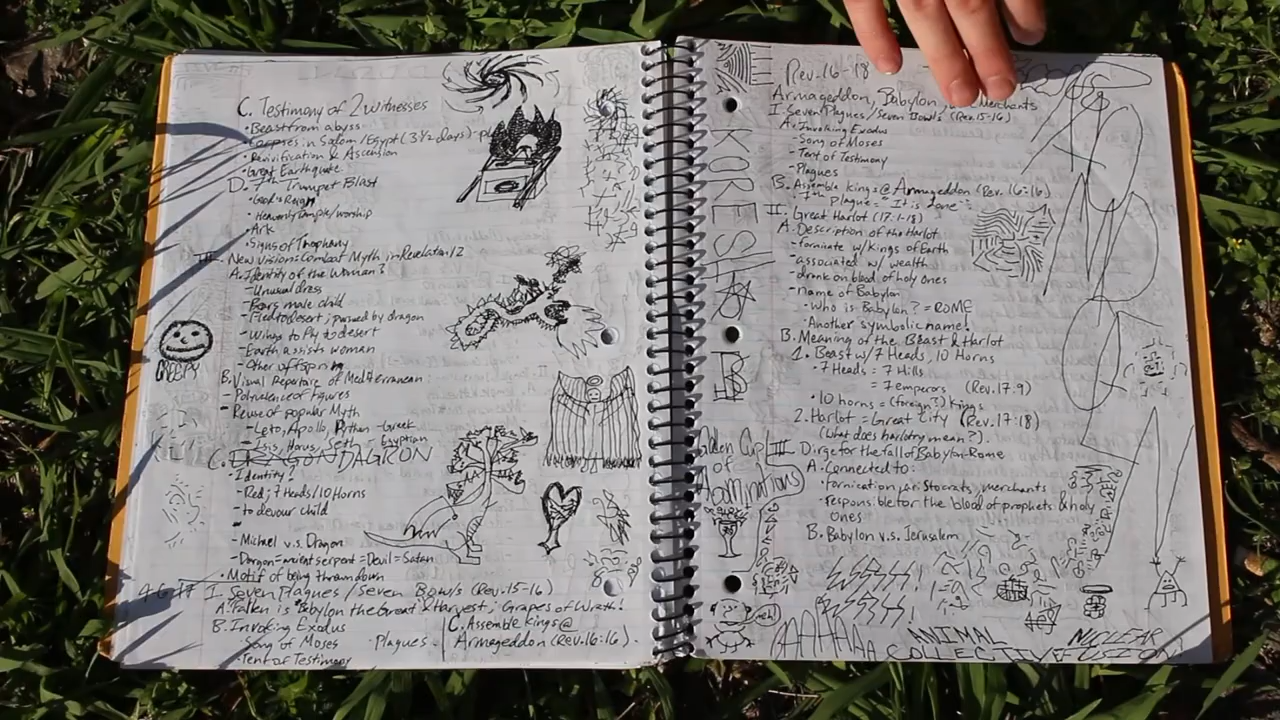 C. Testimony of 2 witnesses
• Beast from abyss
• Corpses in Sodom/Egypt (3 1/2 days)
• Revivification & Ascension
• Great Earthquake
D. 7th Trumpet Blast
• God's Reign
• Heavenly Temple/worship
• Ark
• Signs of Theophany
III. New visions Combat Myth in Revelation 12
A. Identity of the Woman?
- Unusual dress
- Bears male child
- Fled to desert; pursued by dragon
- Wings to fly to desert
- Earth assists woman
- Other offspring
CREEPY
B. Visual Repertoire of Mediterranean:
- Polyvalence of figures
- Reuse of popular Myth
- Leto, Apollo, Python - Greek
- Isis, Horus, Seth - Egyptian
C. DRAGON DAGRON
- Identity?
- Red; 7 Heads/10 Horns
- to devour child
- Michael v.s. Dragon
- Dargon=ancient serpent=Devil=Satan
• Motif of being thrown down
4-6-17 I. Seven Plagues/Seven Bowls (Rev. 15-16)
A. Fallen is Babylon the Great & Harvest; Grapes of Wrath!
B. Invoking Exodus
- Song of Moses
- Tent of Testimony
- Plagues
C. Assemble kings @
Armageddon (Rev. 16:16).
Rev. 16-18
Armageddon, Babylon, Merchants
I. Seven Plagues/Seven Bowls (Rev. 15-16)
A. Invoking Exodus
- Song of Moses
- Tent of Testimony
- Plagues
B. Assemble kings @ Armageddon (Rev. 16:16)
- 7th plague = "It is done"
II. Great Harlot (17:1-18)
A. Description of the Harlot
- fornicate w/ kings of Earth
- associated w/ wealth
- drunk on blood of holy ones
- name of Babylon
- Who is Babylon? = ROME
- Another symbolic name!
B. Meaning of the Beast & Harlot
1. Beast w/ 7 Heads, 10 Horns
• 7 Heads = 7 Hills
= 7 emperors (Rev. 17.9)
• 10 horns = (foreign?) kings
2. Harlot = Great City (Rev. 17:18)
(What does harlotry mean?).
III. Dirge for the fall of Babylon-Rome
A. Connected to:
• fornication, aristocrats, merchants
• responsible for the blood of prophets & holy
ones
B. Babylon v.s. Jerusalem
KORESH
Golden Cup
of
Abominations
AAAAAAA
ANIMAL
COLLECTIVE
NUCLEAR
FUSION